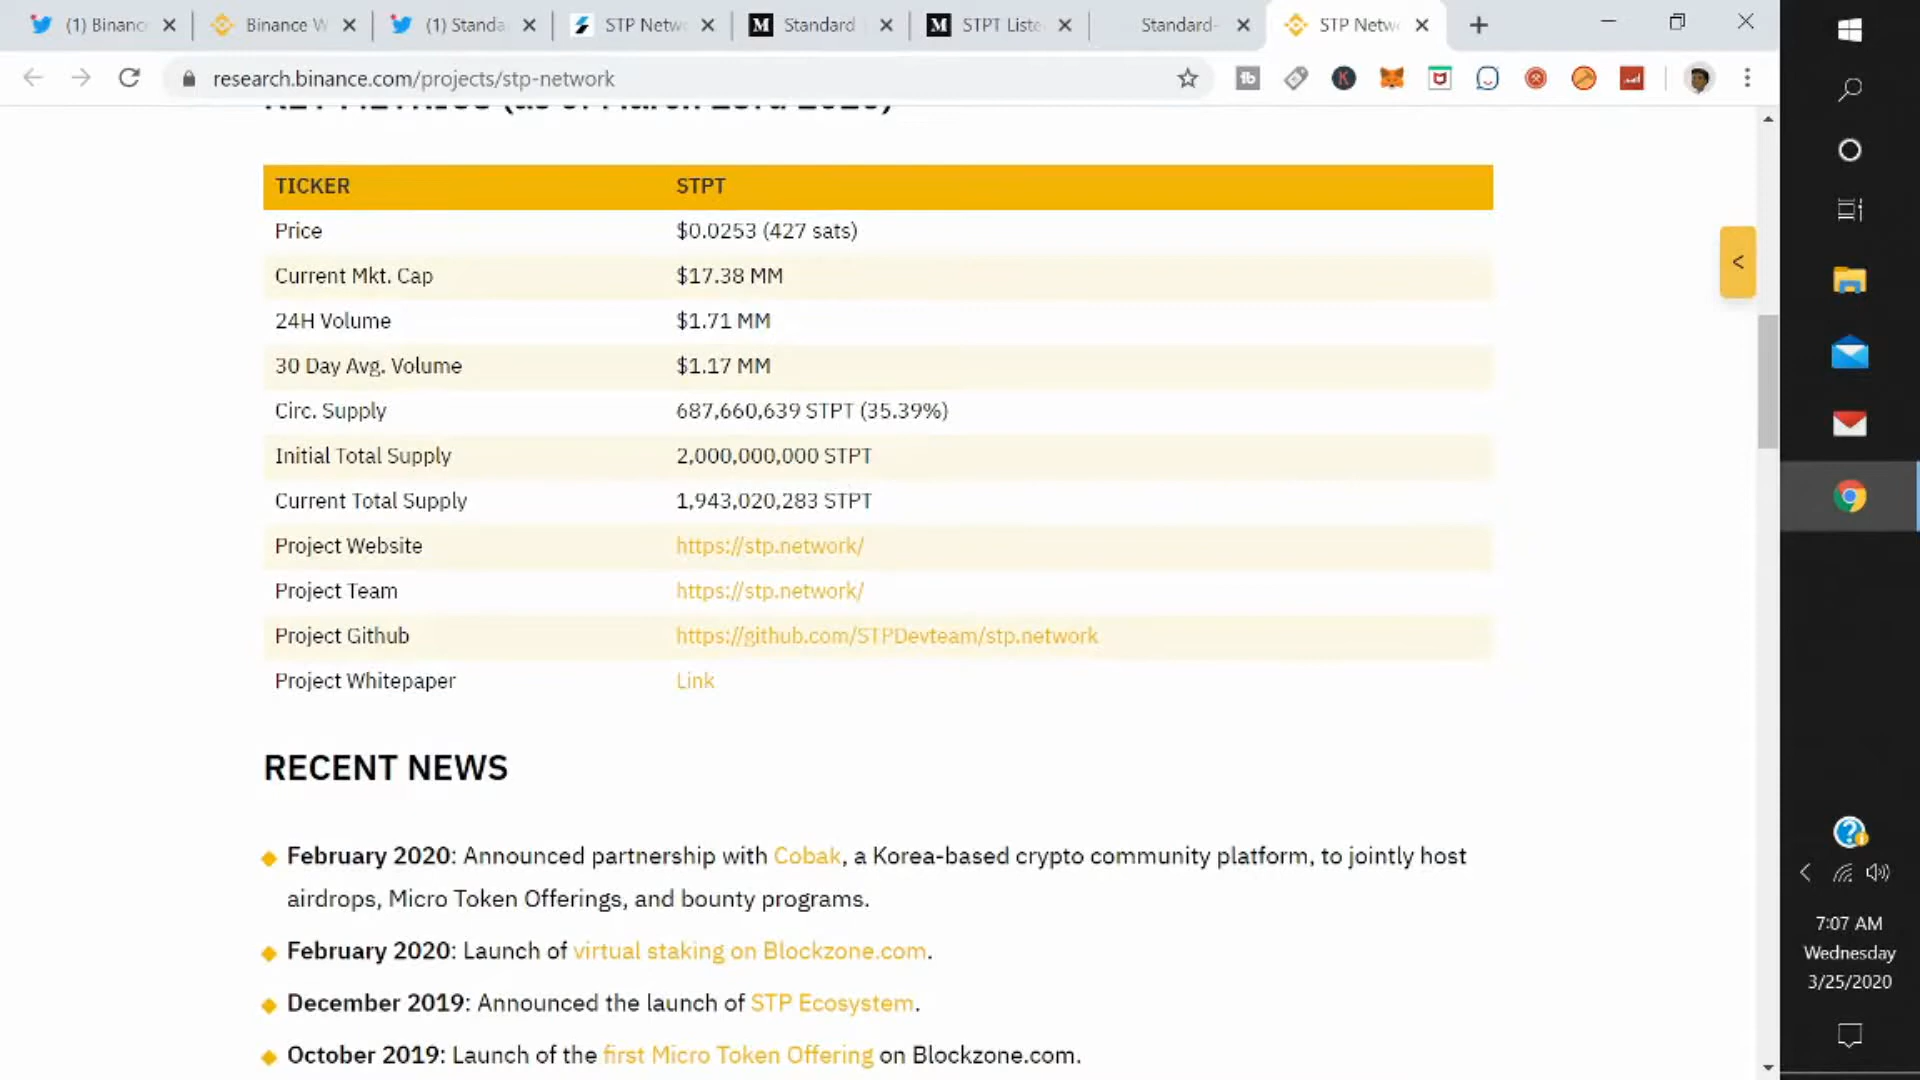 (1) Binanc
Binance W
(1) Standa
STP Netw
Standard
STPT Liste
Standard-
STP Netw
research.binance.com/projects/stp-network
KEY METRICS (as of March 23rd 2020)
TICKER STPT
Price $0.0253 (427 sats)
Current Mkt. Cap $17.38 MM
24H Volume $1.71 MM
30 Day Avg. Volume $1.17 MM
Circ. Supply 687,660,639 STPT (35.39%)
Initial Total Supply 2,000,000,000 STPT
Current Total Supply 1,943,020,283 STPT
Project Website https://stp.network/
Project Team https://stp.network/
Project Github https://github.com/STPDevteam/stp.network
Project Whitepaper Link
<
RECENT NEWS
February 2020: Announced partnership with Cobak, a Korea-based crypto community platform, to jointly host
airdrops, Micro Token Offerings, and bounty programs.
February 2020: Launch of virtual staking on Blockzone.com.
December 2019: Announced the launch of STP Ecosystem.
October 2019: Launch of the first Micro Token Offering on Blockzone.com.
7:07 AM
Wednesday
3/25/2020